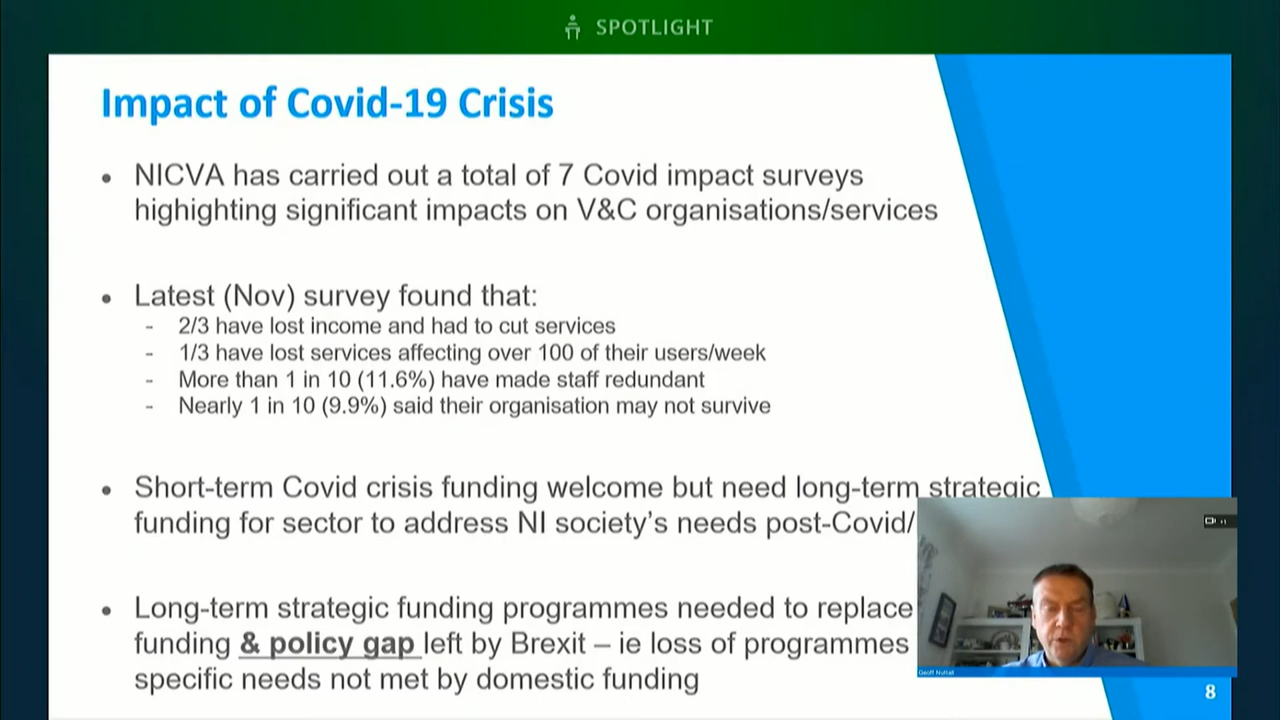 SPOTLIGHT
Impact of Covid-19 Crisis
• NICVA has carried out a total of 7 Covid impact surveys
highighting significant impacts on V&C organisations/services
• Latest (Nov) survey found that:
- 2/3 have lost income and had to cut services
- 1/3 have lost services affecting over 100 of their users/week
- More than 1 in 10 (11.6%) have made staff redundant
- Nearly 1 in 10 (9.9%) said their organisation may not survive
• Short-term Covid crisis funding welcome but need long-term strategic
funding for sector to address NI society's needs post-Covid/
• Long-term strategic funding programmes needed to replace
funding & policy gap left by Brexit – ie loss of programmes
specific needs not met by domestic funding
Geoff Nuttall
8